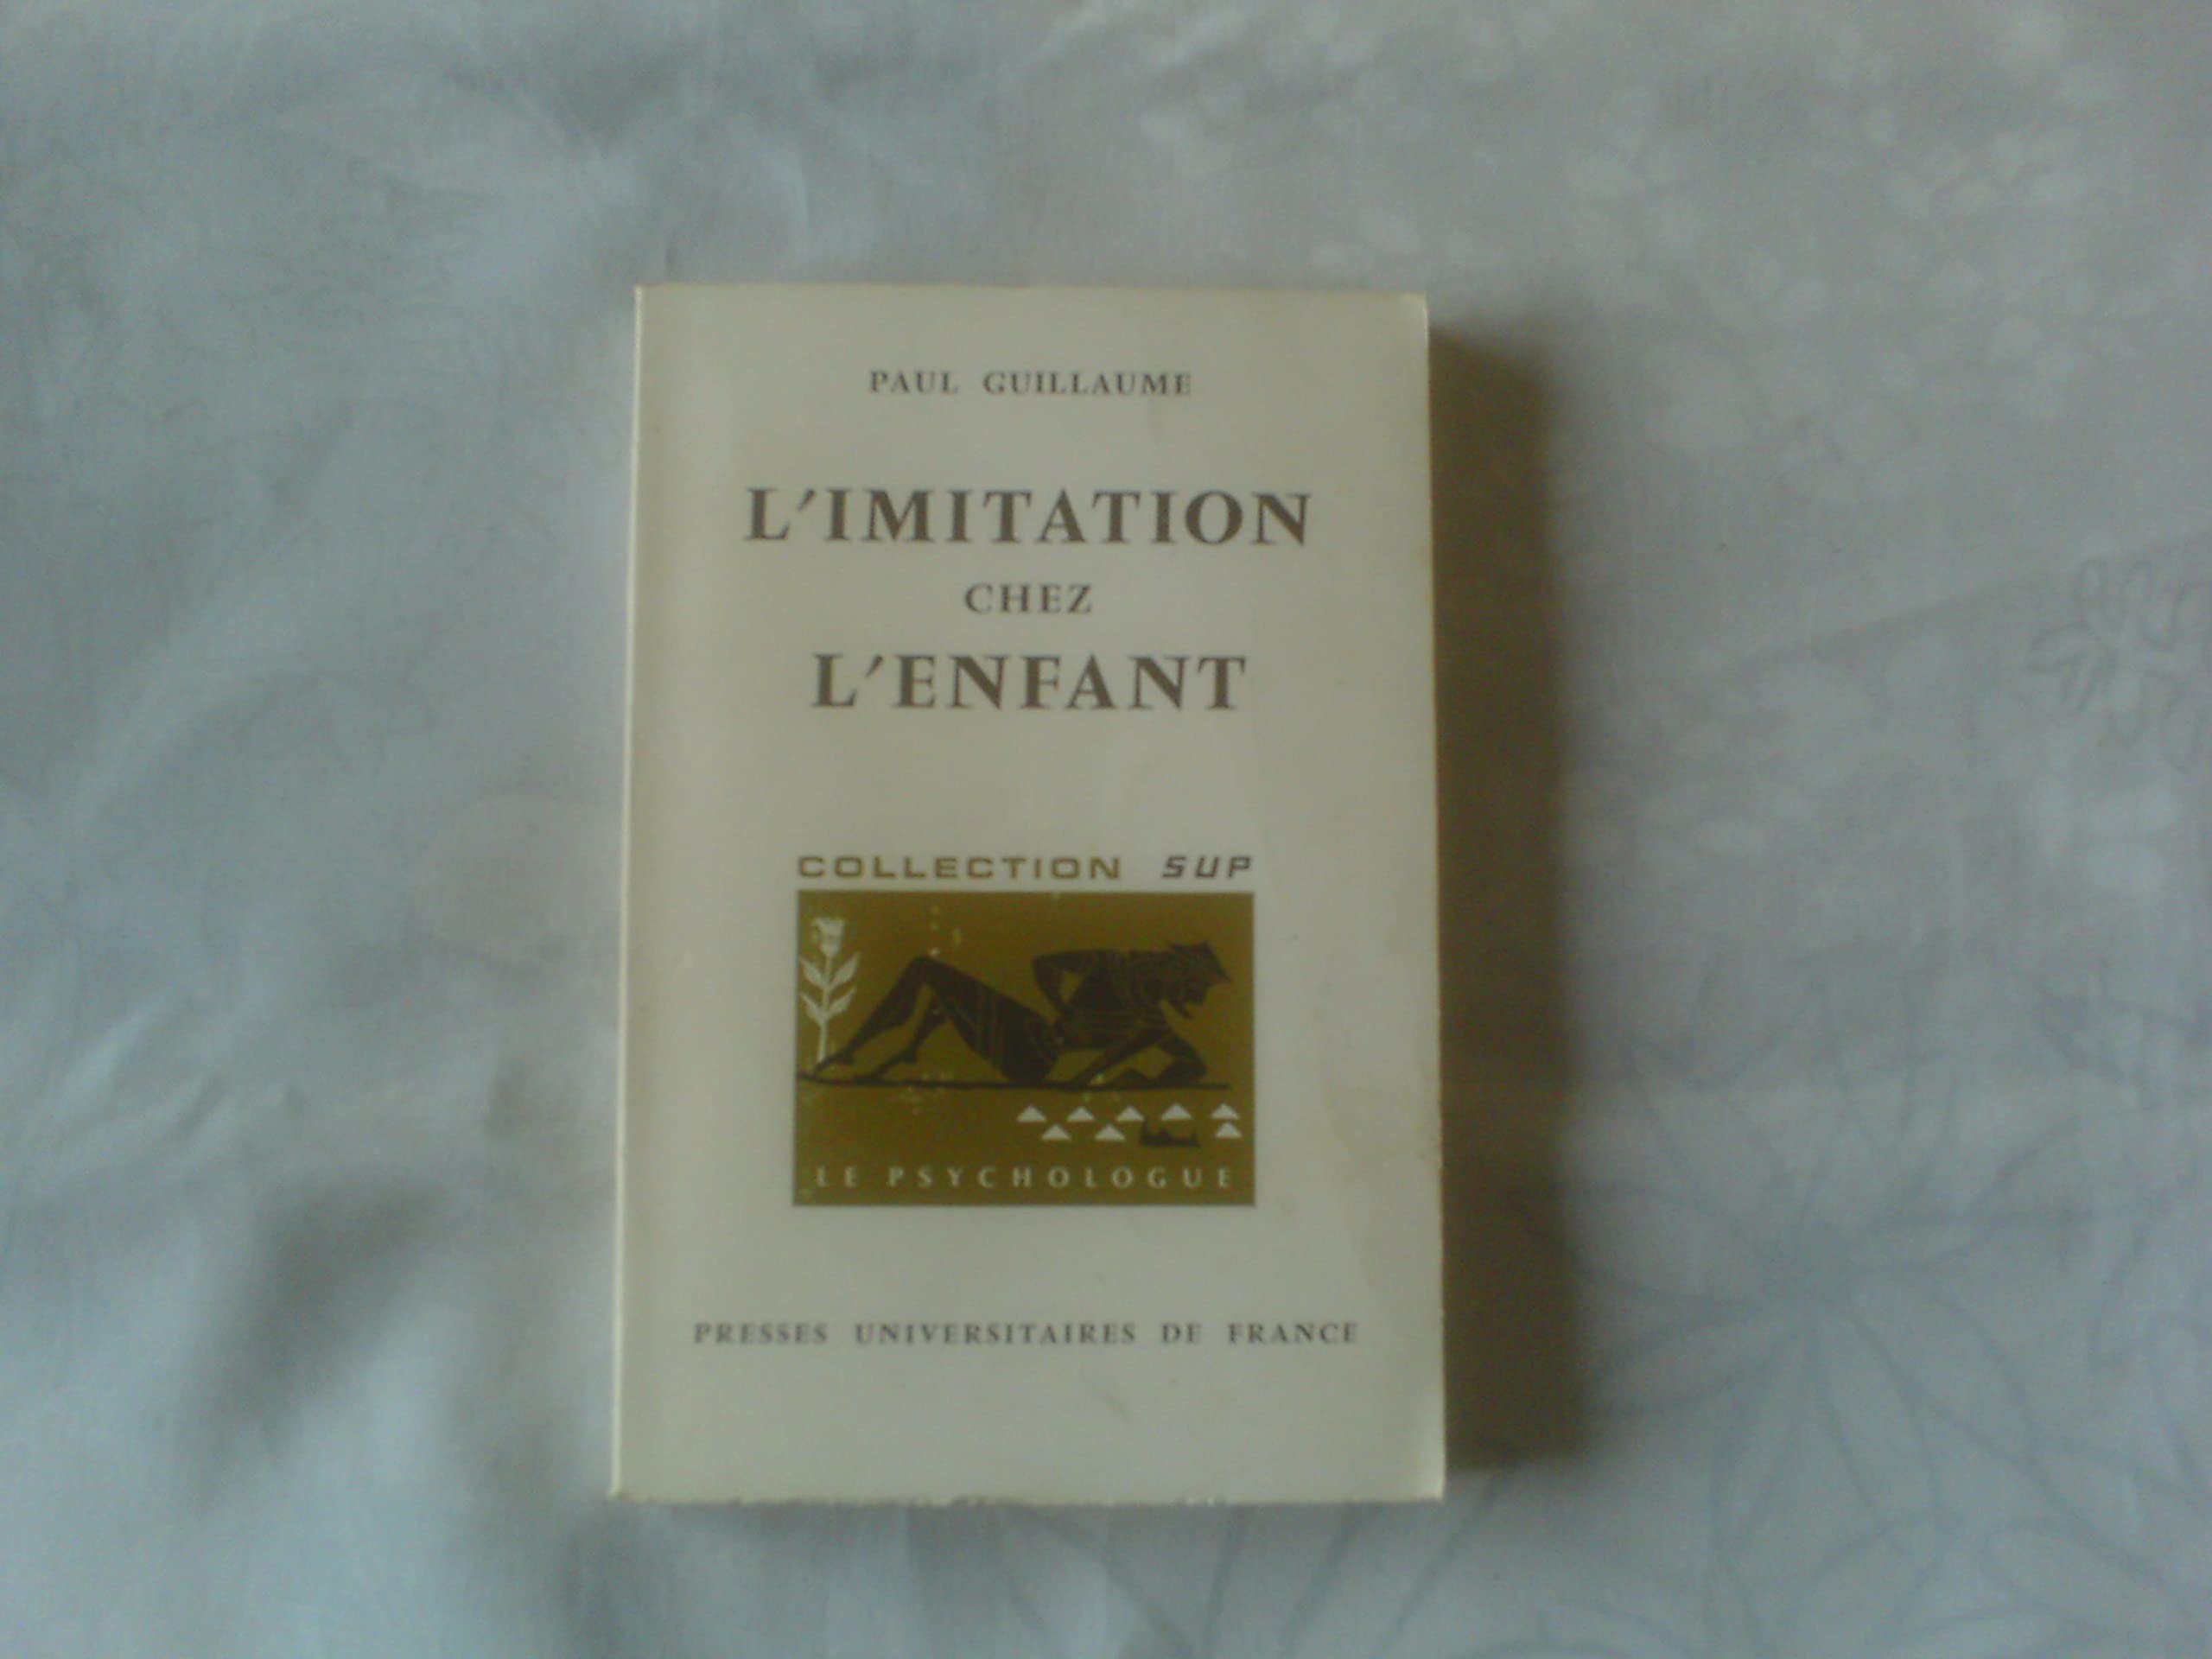 PAUL GUILLAUME
L'IMITATION
CHEZ
L'ENFANT
COLLECTION SUP
LE PSYCHOLOGUE
PRESSES UNIVERSITAIRES DE FRANCE